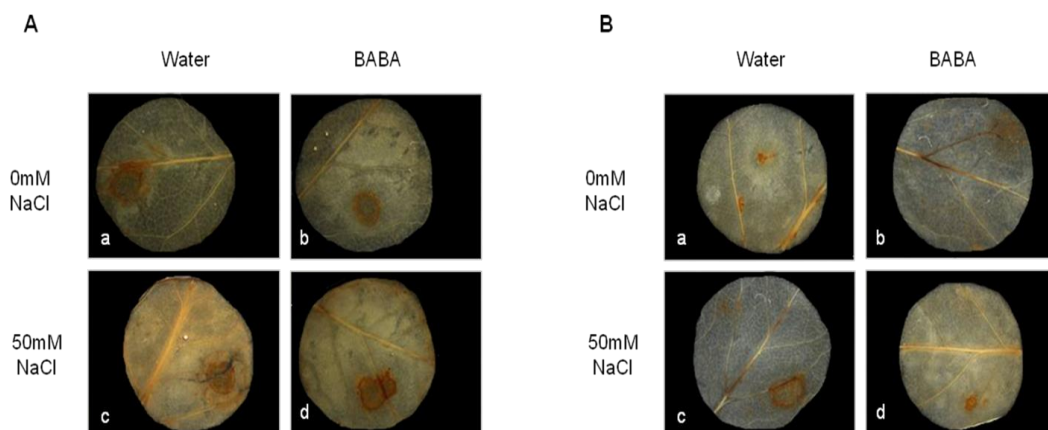 A
Water BABA
0mM
NaCl
a b
50mM
NaCl
c d
B
Water BABA
0mM
NaCl
a b
50mM
NaCl
c d